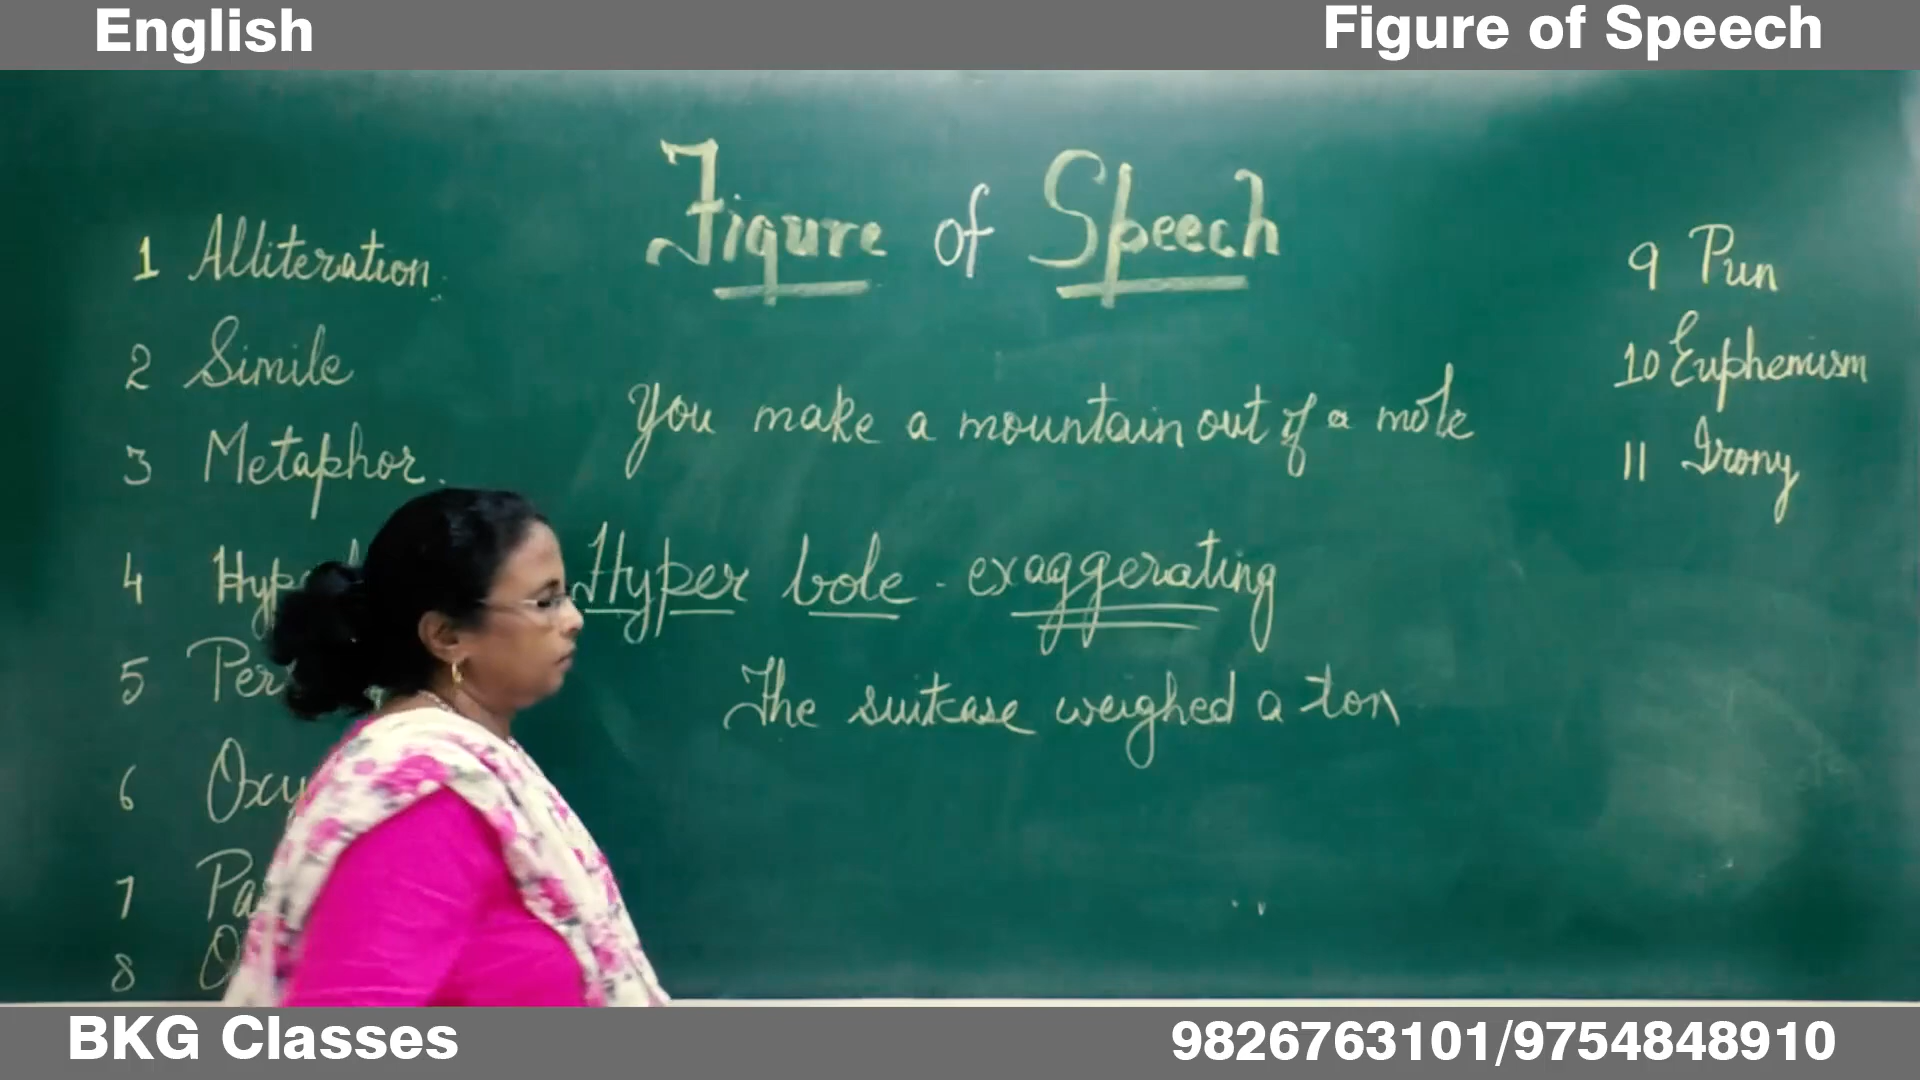 English
Figure of Speech
Figure of Speech
1 Alliteration
2 Simile
3 Metaphor
4
5
6
7
8
You make a mountain out of a mole
Hyper bole - exaggerating
The suitcase weighed a ton
9 Pun
10 Euphemism
11 Irony
BKG Classes
9826763101/9754848910